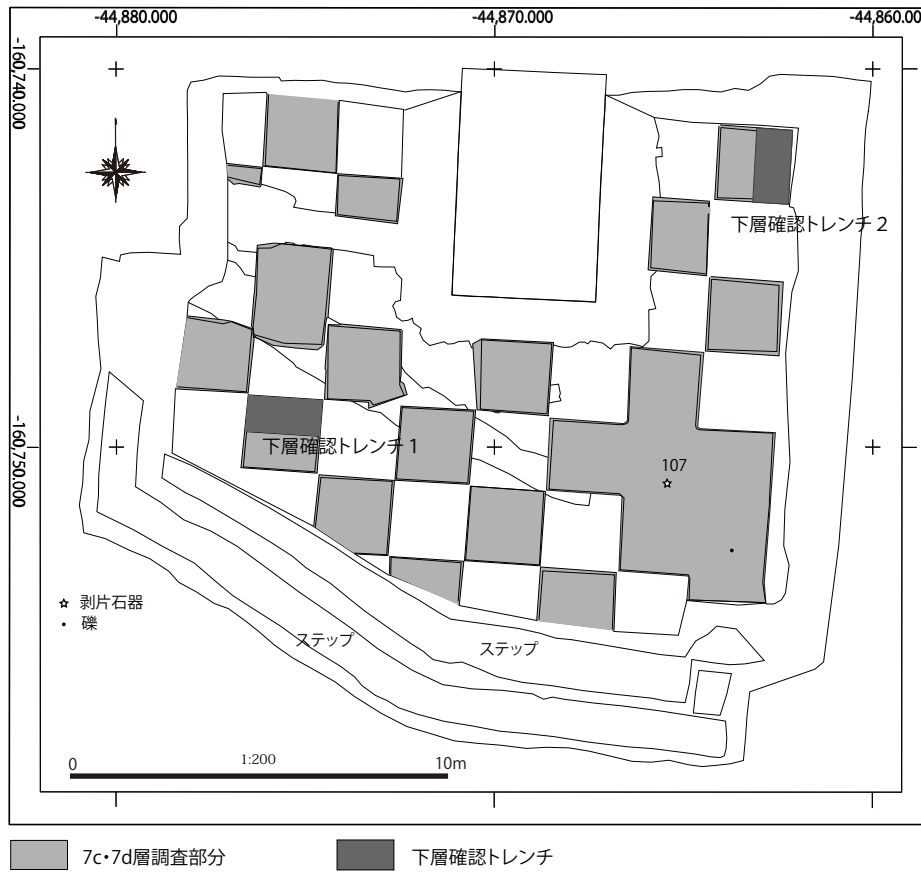 -44,880.000
-44,870.000
-44,860.00
-160,740.000
下層確認トレンチ 2
-160,750.000
下層確認トレンチ 1
107
☆ 剥片石器
・ 礫
ステップ
ステップ
0
1:200
10m
7c・7d層調査部分
下層確認トレンチ